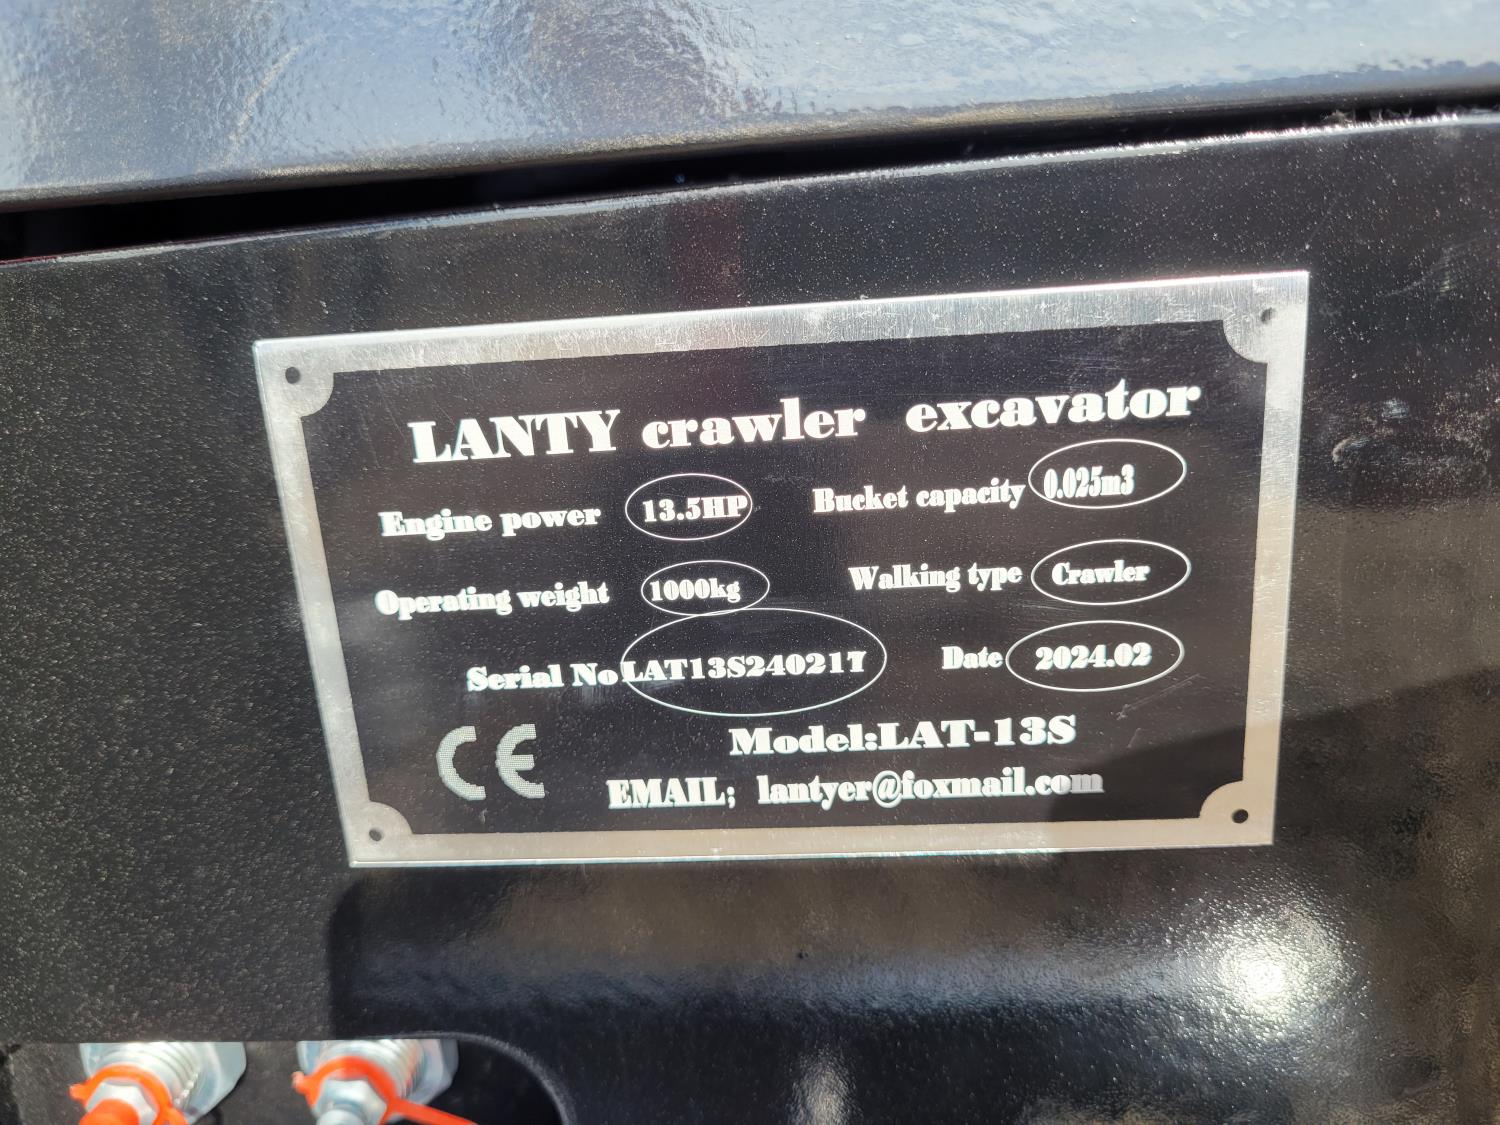 LANTY crawler excavator
Engine power 13.5HP Bucket capacity 0.025m3
Operating weight 1000kg Walking type Crawler
Serial No LAT13S240217 Date 2024.02
CE Model:LAT-13S
EMAIL; lantyer@foxmail.com